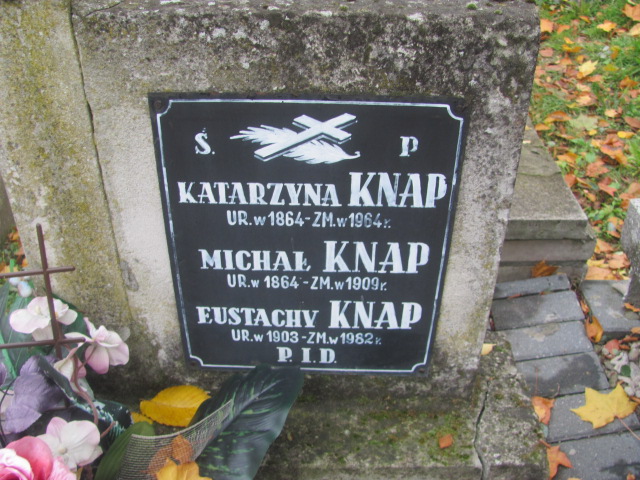 Ś. P
KATARZYNA KNAP
UR. w 1864 - ZM. w 1964 r.
MICHAŁ KNAP
UR. w 1864 - ZM. w 1909 r.
EUSTACHY KNAP
UR. w 1903 - ZM. w 1982 r.
P. I. D.